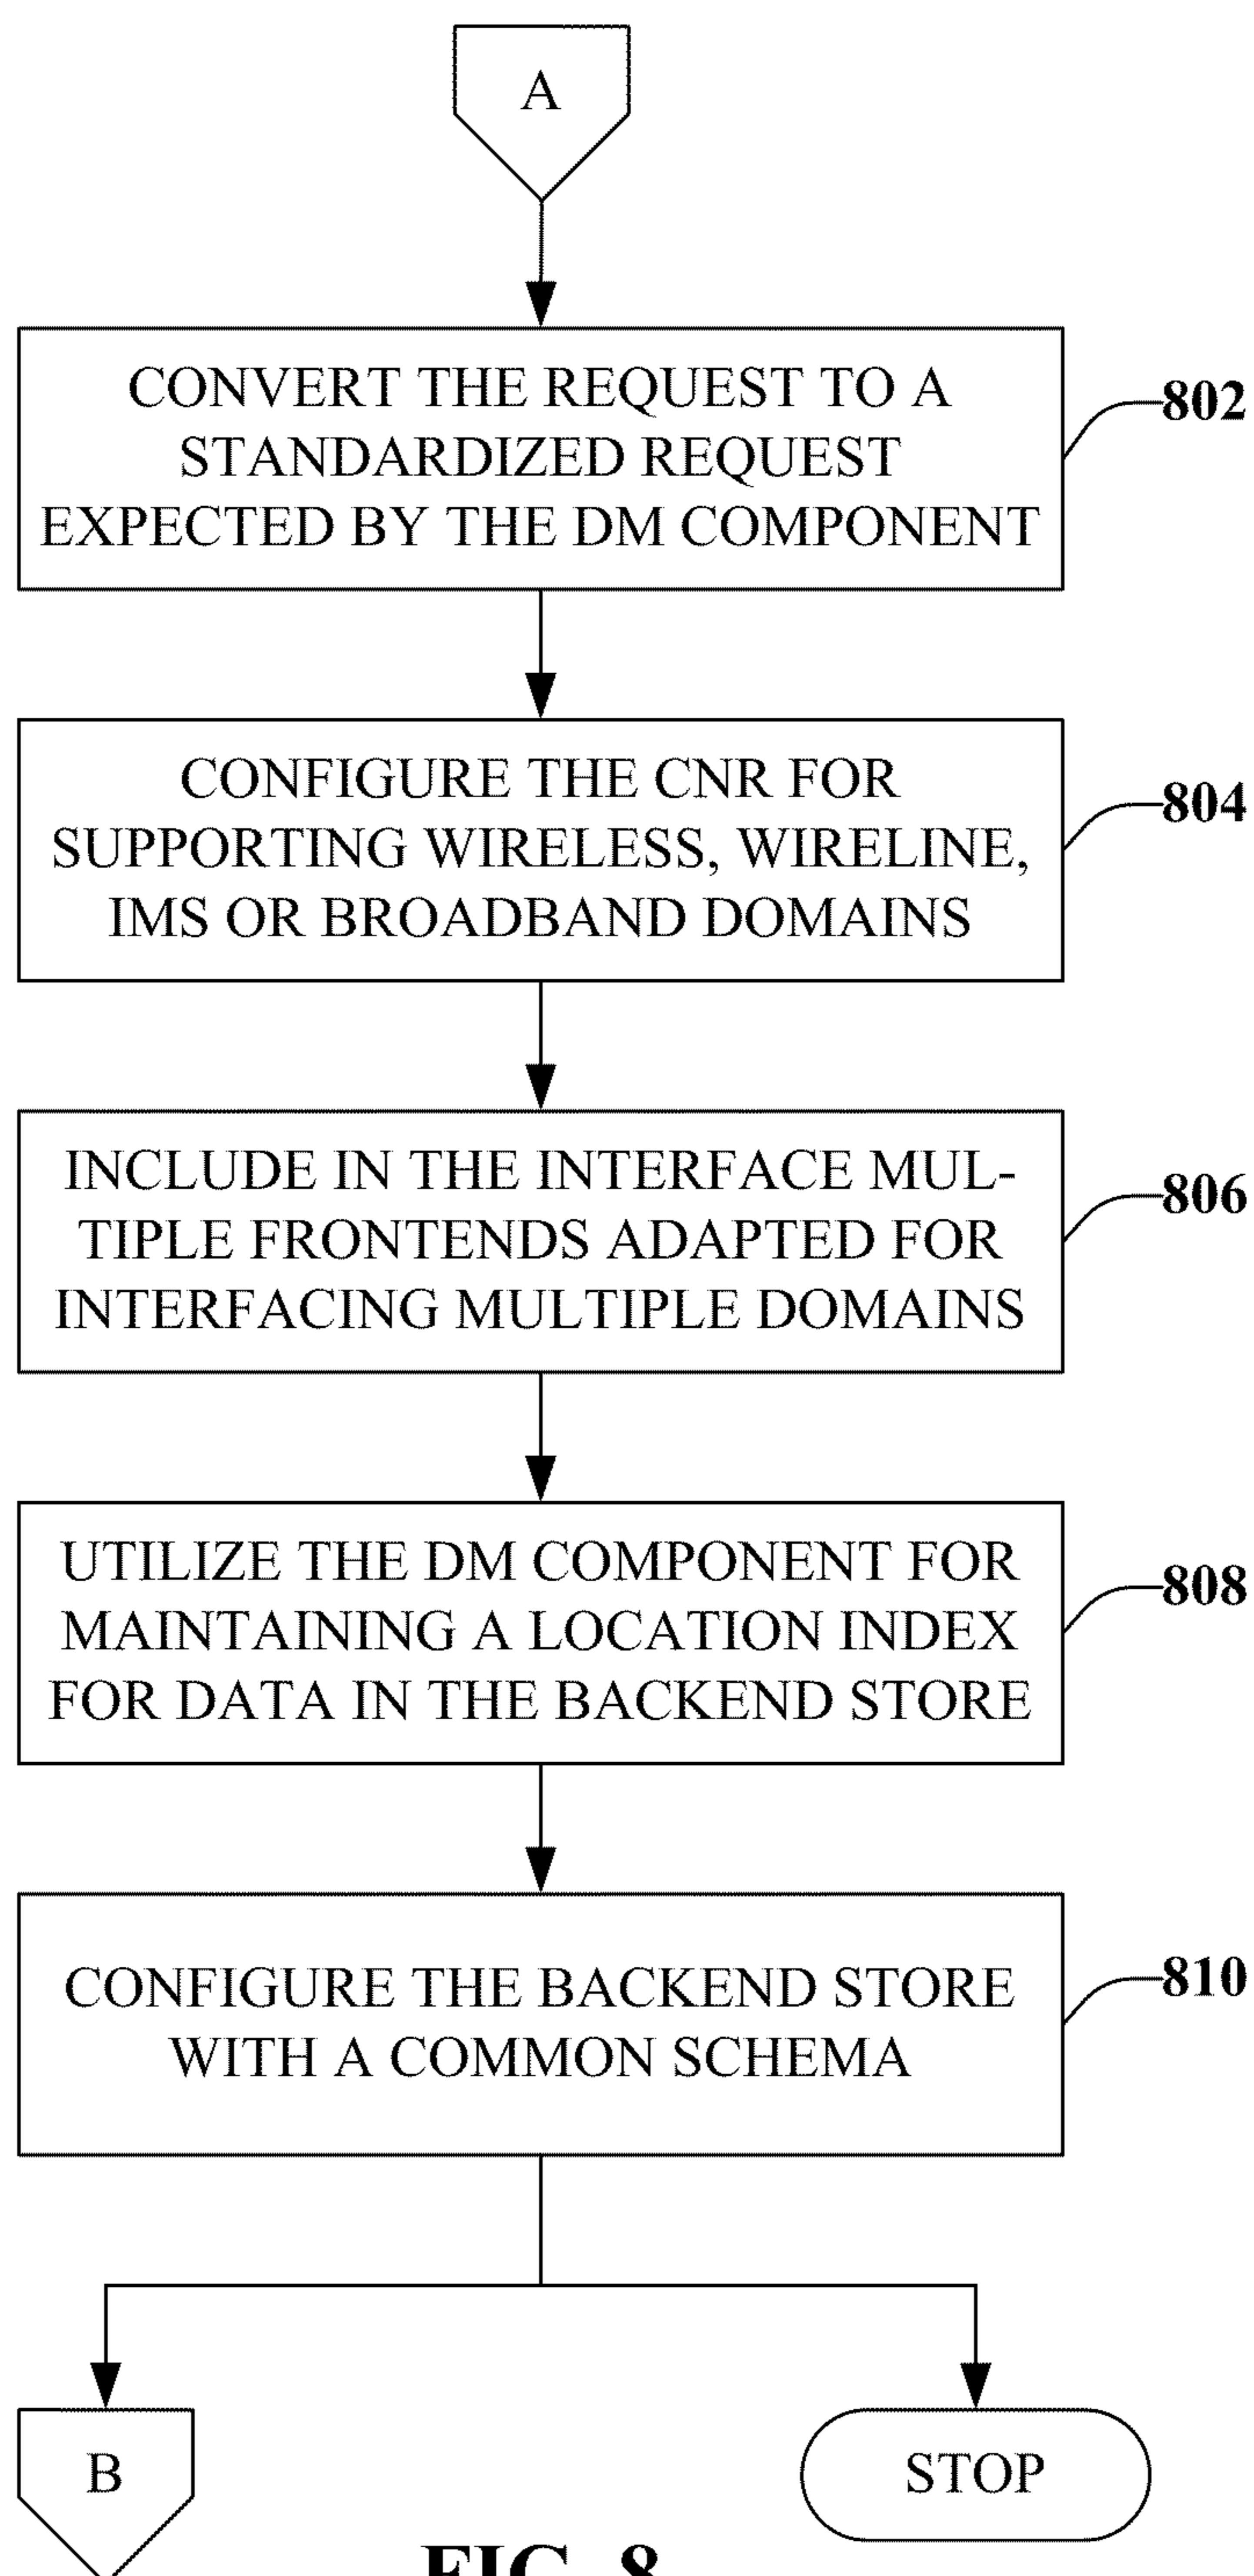 A
CONVERT THE REQUEST TO A
STANDARDIZED REQUEST
EXPECTED BY THE DM COMPONENT
802
CONFIGURE THE CNR FOR
SUPPORTING WIRELESS, WIRELINE,
IMS OR BROADBAND DOMAINS
804
INCLUDE IN THE INTERFACE MUL-
TIPLE FRONTENDS ADAPTED FOR
INTERFACING MULTIPLE DOMAINS
806
UTILIZE THE DM COMPONENT FOR
MAINTAINING A LOCATION INDEX
FOR DATA IN THE BACKEND STORE
808
CONFIGURE THE BACKEND STORE
WITH A COMMON SCHEMA
810
B
STOP
FIG. 8